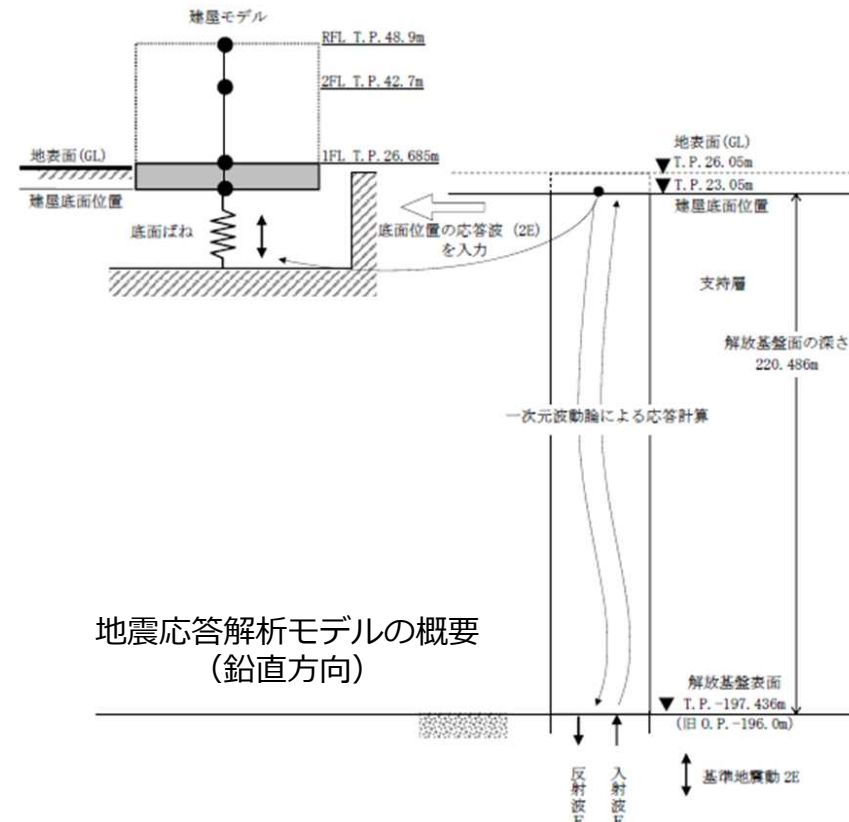 建屋モデル
RFL T.P.48.9m
2FL T.P.42.7m
地表面(GL)
1FL T.P.26.685m
建屋底面位置
底面ばね
底面位置の応答波 (2E)
を入力
地表面(GL)
T.P.26.05m
T.P.23.05m
建屋底面位置
支持層
解放基盤面の深さ
220.486m
一次元波動論による応答計算
地震応答解析モデルの概要
（鉛直方向）
解放基盤表面
T.P.-197.436m
(旧 O.P.-196.0m)
反射波F
入射波E
基準地震動 2E